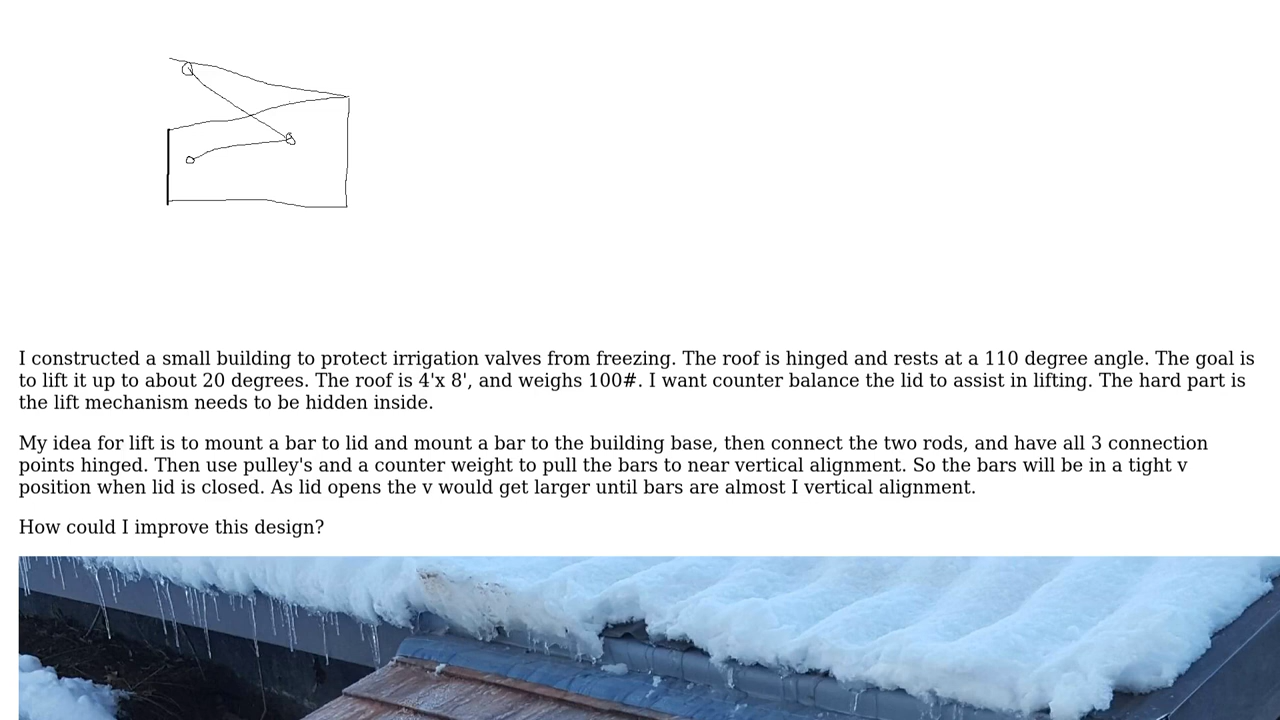 I constructed a small building to protect irrigation valves from freezing. The roof is hinged and rests at a 110 degree angle. The goal is
to lift it up to about 20 degrees. The roof is 4'x 8', and weighs 100#. I want counter balance the lid to assist in lifting. The hard part is
the lift mechanism needs to be hidden inside.
My idea for lift is to mount a bar to lid and mount a bar to the building base, then connect the two rods, and have all 3 connection
points hinged. Then use pulley's and a counter weight to pull the bars to near vertical alignment. So the bars will be in a tight v
position when lid is closed. As lid opens the v would get larger until bars are almost I vertical alignment.
How could I improve this design?